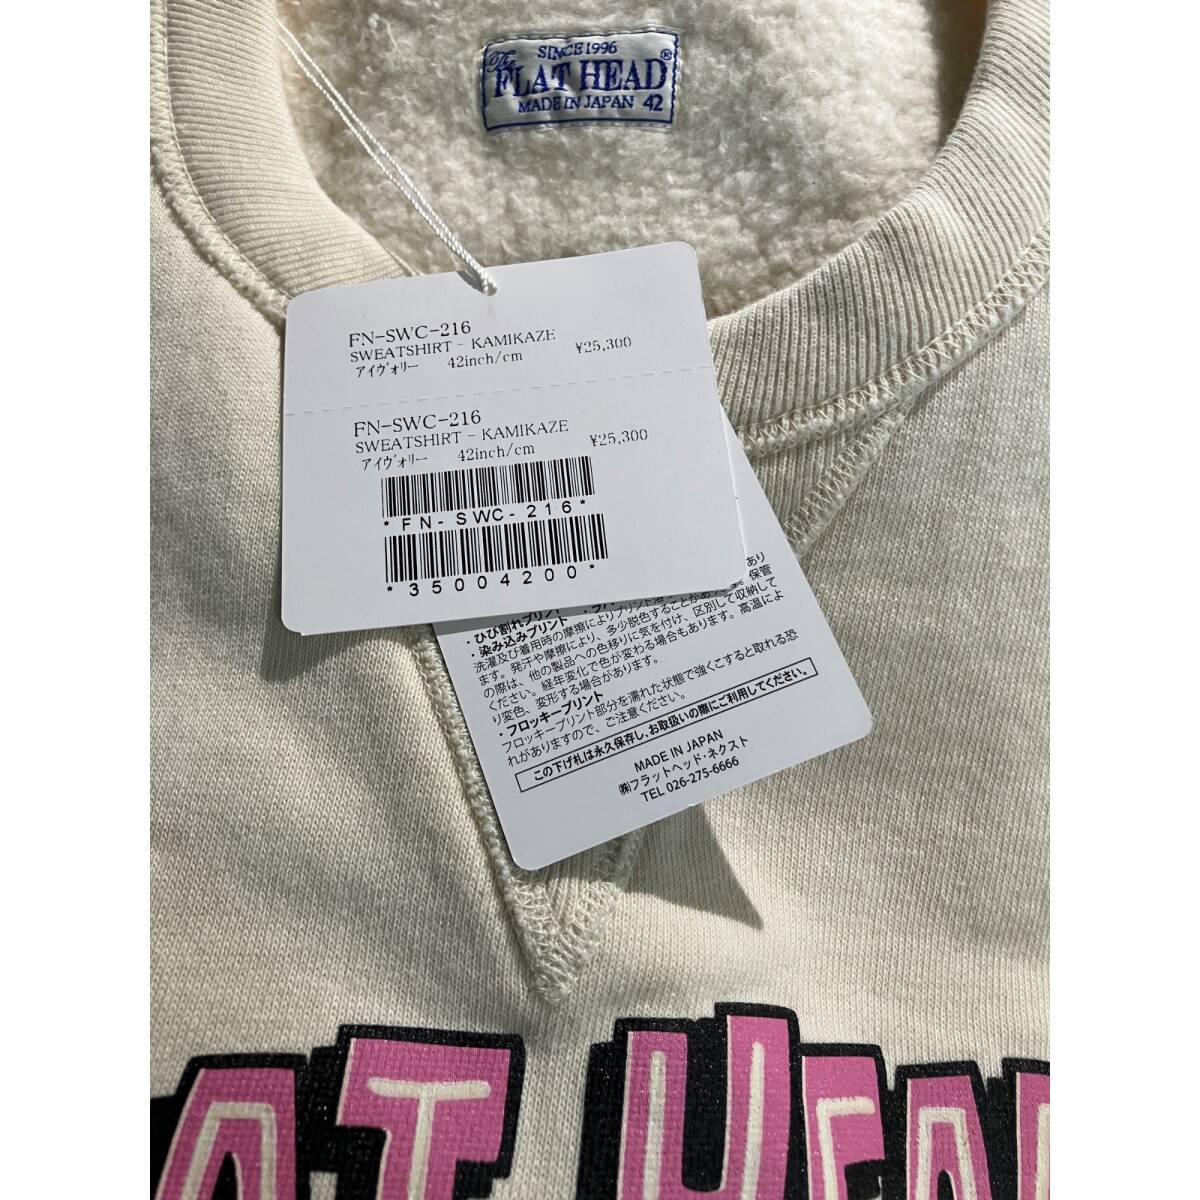 SINCE 1996
The FLAT HEAD®
MADE IN JAPAN 42
FN-SWC-216
SWEATSHIRT - KAMIKAZE
アイヴォリー 42inch/cm ¥25,300
FN-SWC-216
SWEATSHIRT - KAMIKAZE
アイヴォリー 42inch/cm ¥25,300
*FN-SWC-216*
*35004200*
あり
・ひび割れプリント
・染み込みプリント
洗濯及び着用時の摩擦によりプリント
ます。発汗や摩擦により、多少脱色することがあります。保管
の際は、他の製品への色移りに気を付け、区別して収納して
ください。経年変化で色が変わる場合もあります。高温によ
り変色、変形する場合があります。
・フロッキープリント
フロッキープリント部分を濡れた状態で強くこすると取れる恐
れがありますので、ご注意ください。
この下げ札は永久保存し、お取扱いの際にご利用してください。
MADE IN JAPAN
㈱フラットヘッド・ネクスト
TEL 026-275-6666
AT HEA